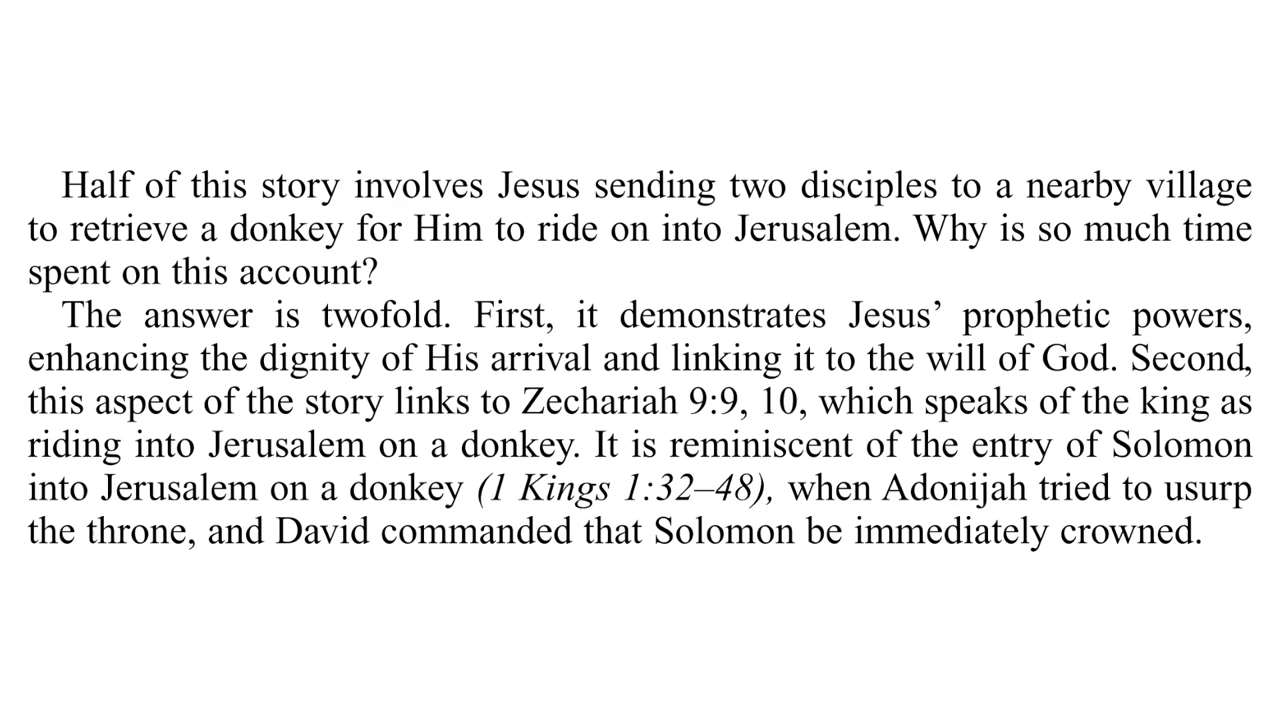 Half of this story involves Jesus sending two disciples to a nearby village
to retrieve a donkey for Him to ride on into Jerusalem. Why is so much time
spent on this account?
The answer is twofold. First, it demonstrates Jesus’ prophetic powers,
enhancing the dignity of His arrival and linking it to the will of God. Second,
this aspect of the story links to Zechariah 9:9, 10, which speaks of the king as
riding into Jerusalem on a donkey. It is reminiscent of the entry of Solomon
into Jerusalem on a donkey (1 Kings 1:32–48), when Adonijah tried to usurp
the throne, and David commanded that Solomon be immediately crowned.